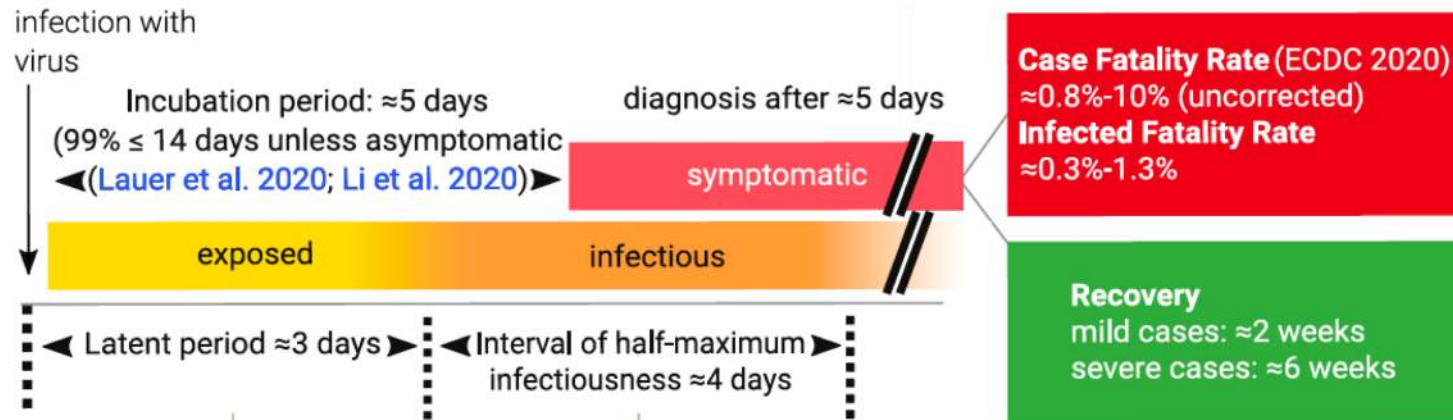 infection with
virus
Incubation period: ≈5 days
(99% ≤ 14 days unless asymptomatic
(Lauer et al. 2020; Li et al. 2020)
diagnosis after ≈5 days
symptomatic
exposed
infectious
Latent period ≈3 days
Interval of half-maximum
infectiousness ≈4 days
Case Fatality Rate (ECDC 2020)
≈0.8%-10% (uncorrected)
Infected Fatality Rate
≈0.3%-1.3%
Recovery
mild cases: ≈2 weeks
severe cases: ≈6 weeks